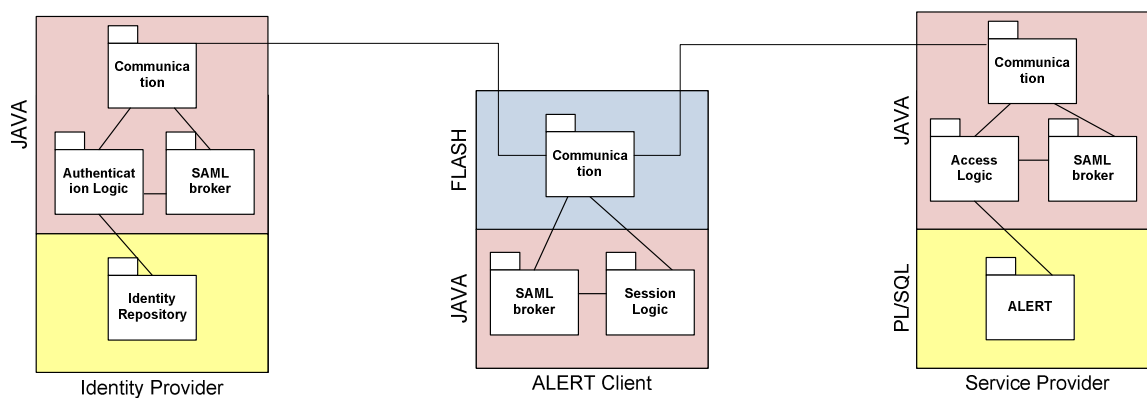 JAVA
Communica
tion
Authenticat
ion Logic
SAML
broker
Identity
Repository
Identity Provider
FLASH
Communica
tion
JAVA
SAML
broker
Session
Logic
ALERT Client
JAVA
Communica
tion
Access
Logic
SAML
broker
PL/SQL
ALERT
Service Provider